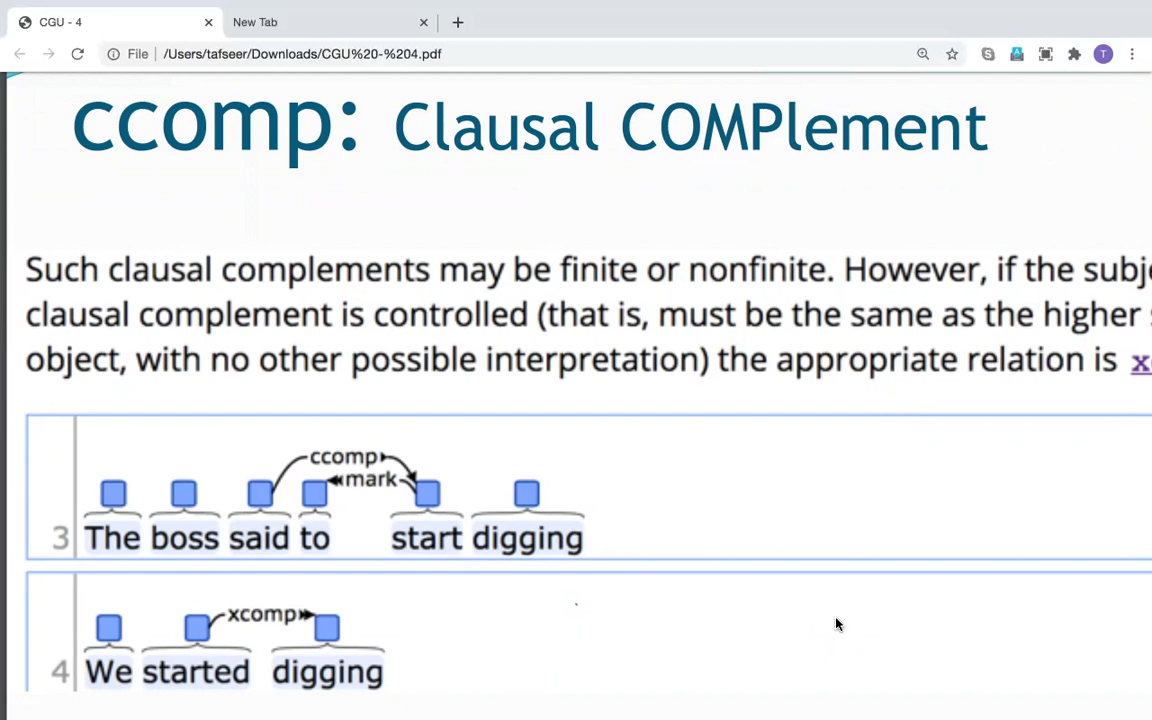 CGU - 4
New Tab
File /Users/tafseer/Downloads/CGU%20-%204.pdf
T
ccomp: Clausal COMPlement
Such clausal complements may be finite or nonfinite. However, if the
clausal complement is controlled (that is, must be the same as the higher
object, with no other possible interpretation) the appropriate relation is
ccomp
mark
3 The boss said to start digging
xcomp
4 We started digging